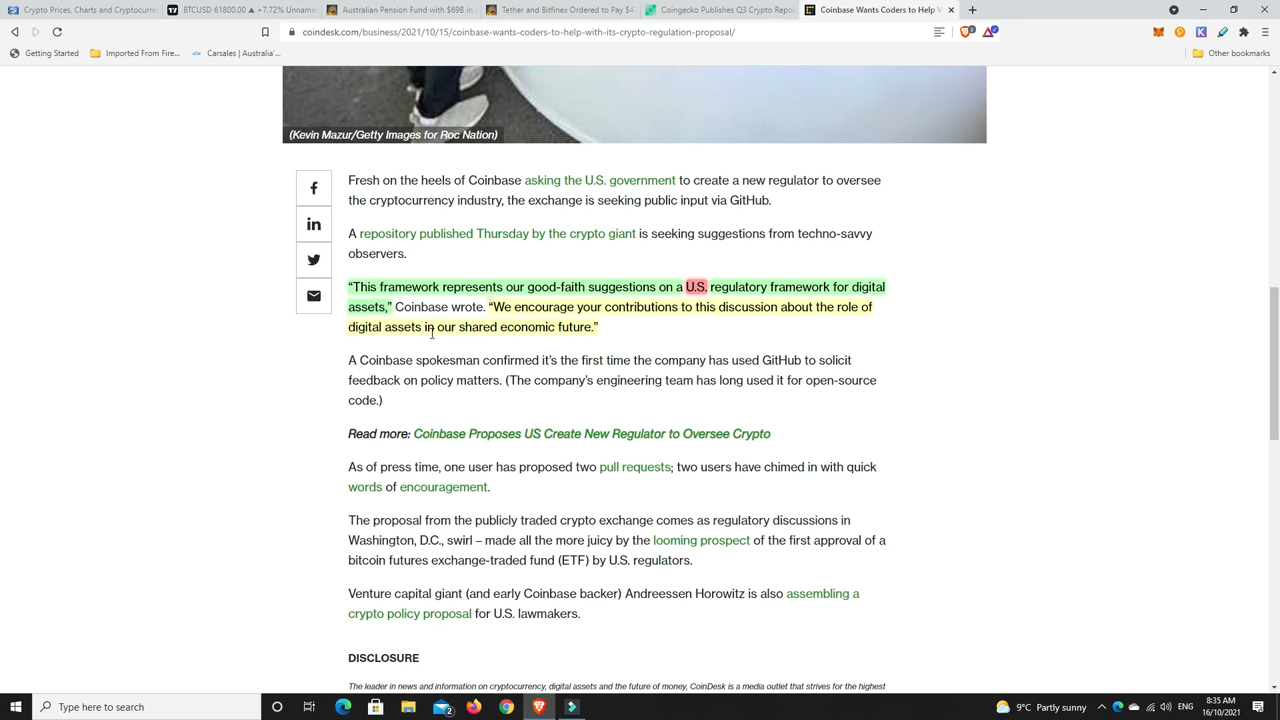 Crypto Prices, Charts and Cryptocurr
BTCUSD 61800.00 ▲ +7.72% Unname
Australian Pension Fund with $698 in
Tether and Bitfinex Ordered to Pay $4
Coingecko Publishes Q3 Crypto Repo
Coinbase Wants Coders to Help W
coindesk.com/business/2021/10/15/coinbase-wants-coders-to-help-with-its-crypto-regulation-proposal/
Getting Started
Imported From Fire...
Carsales | Australia'...
Other bookmarks
(Kevin Mazur/Getty Images for Roc Nation)
Fresh on the heels of Coinbase asking the U.S. government to create a new regulator to oversee
the cryptocurrency industry, the exchange is seeking public input via GitHub.
A repository published Thursday by the crypto giant is seeking suggestions from techno-savvy
observers.
“This framework represents our good-faith suggestions on a U.S. regulatory framework for digital
assets,” Coinbase wrote. “We encourage your contributions to this discussion about the role of
digital assets in our shared economic future.”
A Coinbase spokesman confirmed it’s the first time the company has used GitHub to solicit
feedback on policy matters. (The company’s engineering team has long used it for open-source
code.)
Read more: Coinbase Proposes US Create New Regulator to Oversee Crypto
As of press time, one user has proposed two pull requests; two users have chimed in with quick
words of encouragement.
The proposal from the publicly traded crypto exchange comes as regulatory discussions in
Washington, D.C., swirl – made all the more juicy by the looming prospect of the first approval of a
bitcoin futures exchange-traded fund (ETF) by U.S. regulators.
Venture capital giant (and early Coinbase backer) Andreessen Horowitz is also assembling a
crypto policy proposal for U.S. lawmakers.
DISCLOSURE
The leader in news and information on cryptocurrency, digital assets and the future of money, CoinDesk is a media outlet that strives for the highest
Type here to search
9°C Partly sunny
ENG
8:35 AM
16/10/2021